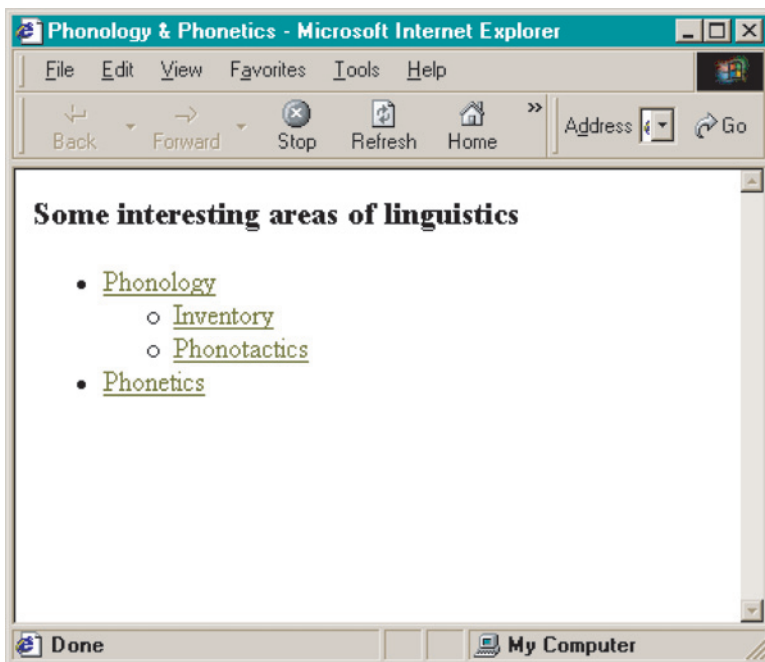 Phonology & Phonetics - Microsoft Internet Explorer
File Edit View Favorites Tools Help
Back Forward Stop Refresh Home » Address Go
Some interesting areas of linguistics
• Phonology
o Inventory
o Phonotactics
• Phonetics
Done My Computer